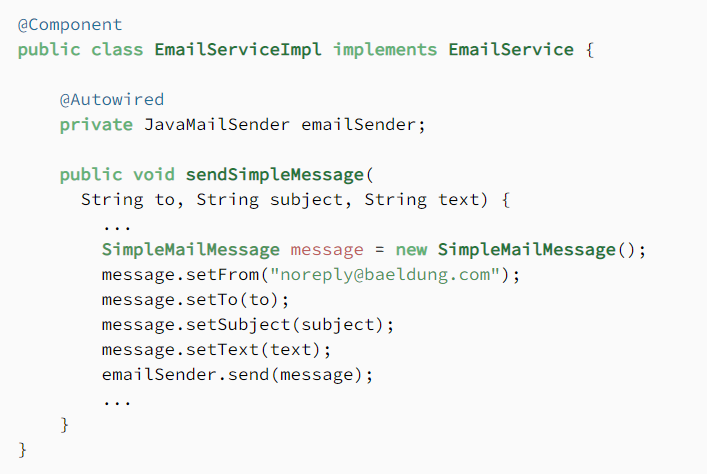 @Component
public class EmailServiceImpl implements EmailService {
@Autowired
private JavaMailSender emailSender;
public void sendSimpleMessage(
String to, String subject, String text) {
...
SimpleMailMessage message = new SimpleMailMessage();
message.setFrom("noreply@baeldung.com");
message.setTo(to);
message.setSubject(subject);
message.setText(text);
emailSender.send(message);
...
}
}